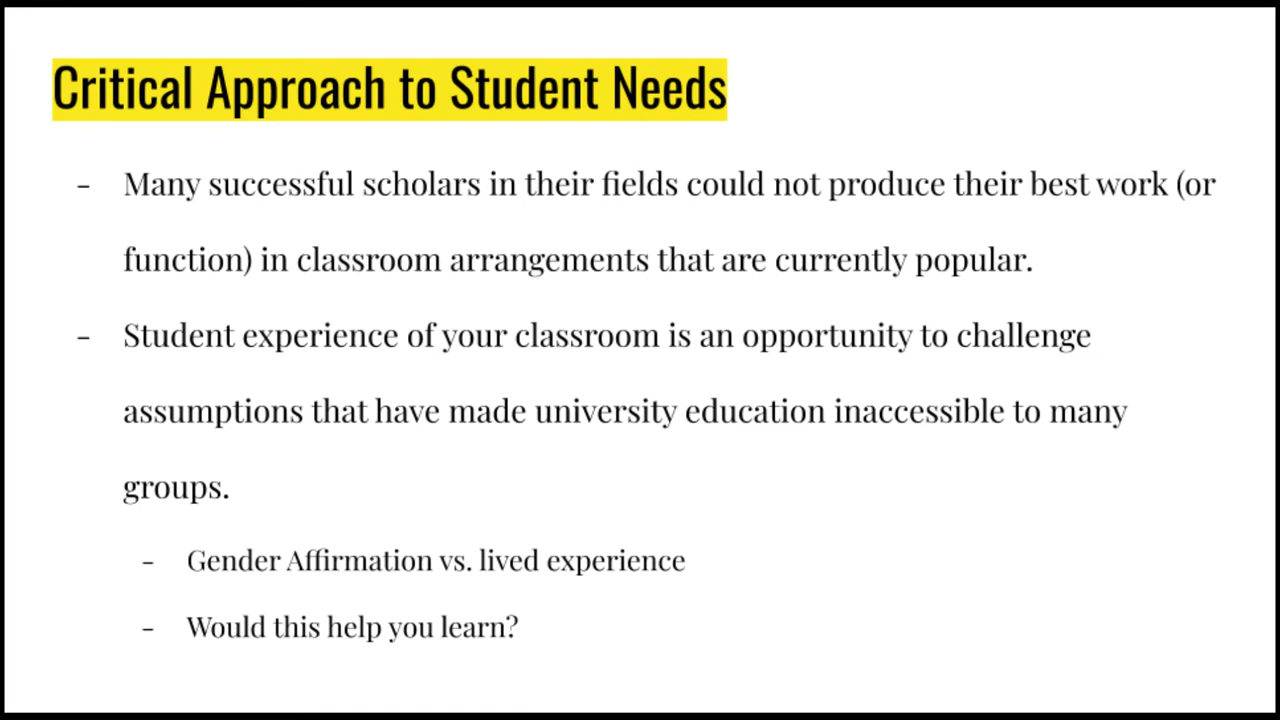 Critical Approach to Student Needs
- Many successful scholars in their fields could not produce their best work (or
function) in classroom arrangements that are currently popular.
- Student experience of your classroom is an opportunity to challenge
assumptions that have made university education inaccessible to many
groups.
- Gender Affirmation vs. lived experience
- Would this help you learn?